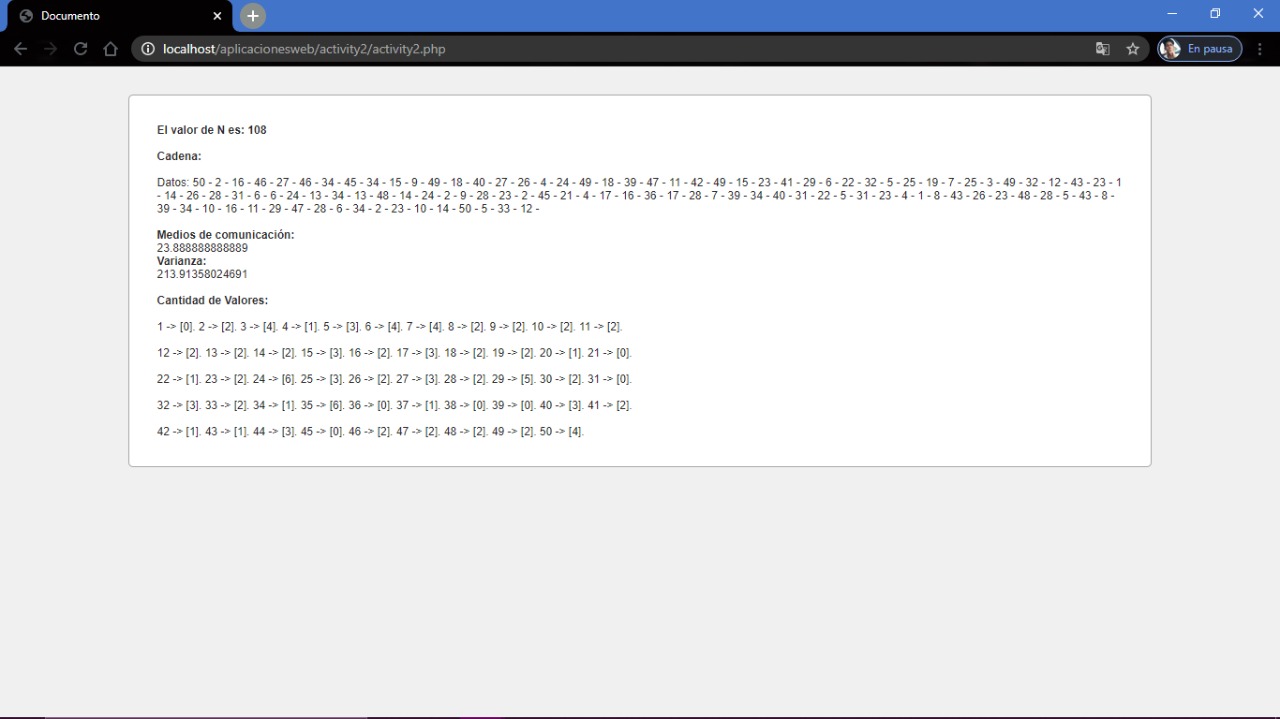 Documento
localhost/aplicacionesweb/activity2/activity2.php
En pausa
El valor de N es: 108
Cadena:
Datos: 50 - 2 - 16 - 46 - 27 - 46 - 34 - 45 - 34 - 15 - 9 - 49 - 18 - 40 - 27 - 26 - 4 - 24 - 49 - 18 - 39 - 47 - 11 - 42 - 49 - 15 - 23 - 41 - 29 - 6 - 22 - 32 - 5 - 25 - 19 - 7 - 25 - 3 - 49 - 32 - 12 - 43 - 23 - 1
- 14 - 26 - 28 - 31 - 6 - 6 - 24 - 13 - 34 - 13 - 48 - 14 - 24 - 2 - 9 - 28 - 23 - 2 - 45 - 21 - 4 - 17 - 16 - 36 - 17 - 28 - 7 - 39 - 34 - 40 - 31 - 22 - 5 - 31 - 23 - 4 - 1 - 8 - 43 - 26 - 23 - 48 - 28 - 5 - 43 - 8 -
39 - 34 - 10 - 16 - 11 - 29 - 47 - 28 - 6 - 34 - 2 - 23 - 10 - 14 - 50 - 5 - 33 - 12 -
Medios de comunicación:
23.888888888889
Varianza:
213.91358024691
Cantidad de Valores:
1 -> [0]. 2 -> [2]. 3 -> [4]. 4 -> [1]. 5 -> [3]. 6 -> [4]. 7 -> [4]. 8 -> [2]. 9 -> [2]. 10 -> [2]. 11 -> [2].
12 -> [2]. 13 -> [2]. 14 -> [2]. 15 -> [3]. 16 -> [2]. 17 -> [3]. 18 -> [2]. 19 -> [2]. 20 -> [1]. 21 -> [0].
22 -> [1]. 23 -> [2]. 24 -> [6]. 25 -> [3]. 26 -> [2]. 27 -> [3]. 28 -> [2]. 29 -> [5]. 30 -> [2]. 31 -> [0].
32 -> [3]. 33 -> [2]. 34 -> [1]. 35 -> [6]. 36 -> [0]. 37 -> [1]. 38 -> [0]. 39 -> [0]. 40 -> [3]. 41 -> [2].
42 -> [1]. 43 -> [1]. 44 -> [3]. 45 -> [0]. 46 -> [2]. 47 -> [2]. 48 -> [2]. 49 -> [2]. 50 -> [4].